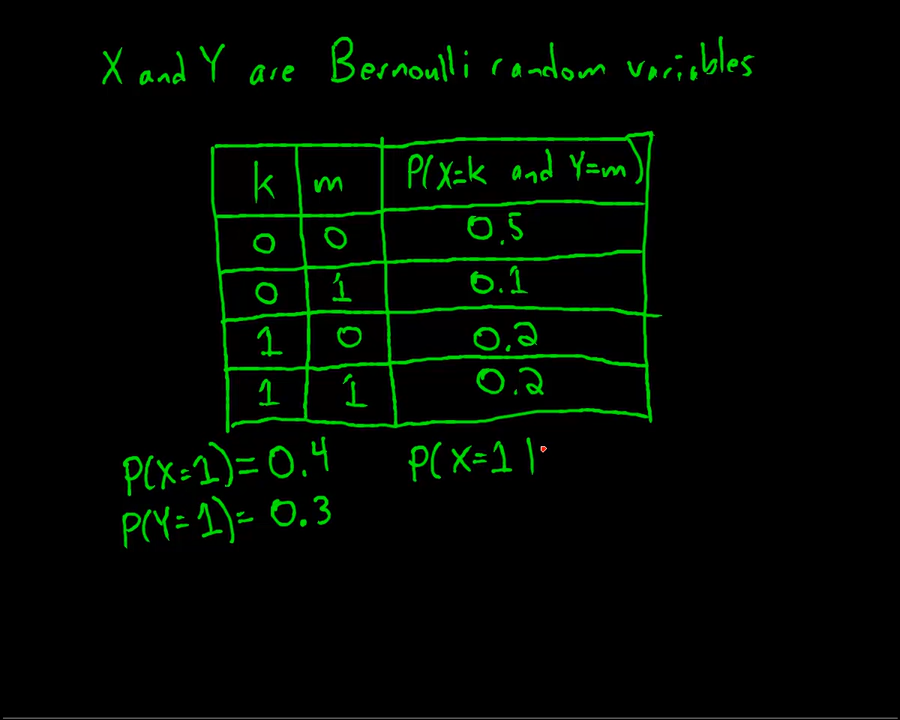 X and Y are Bernoulli random variables
k m P(X=k and Y=m)
0 0 0.5
0 1 0.1
1 0 0.2
1 1 0.2
P(X=1)=0.4 P(X=1|
P(Y=1)=0.3